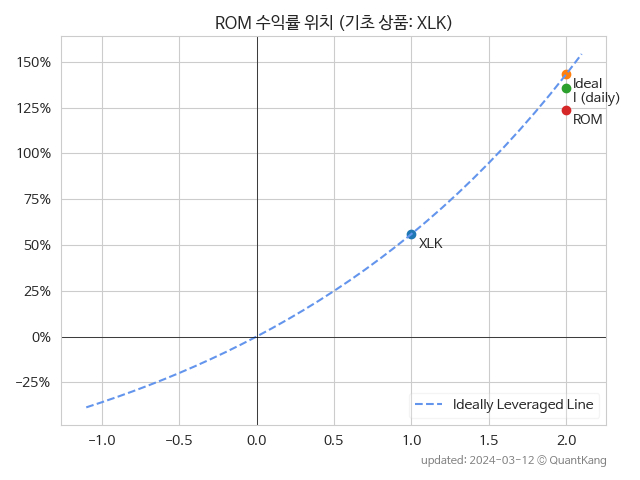 ROM 수익률 위치 (기초 상품: XLK)
150%
125%
100%
75%
50%
25%
0%
−25%
Ideal
I (daily)
ROM
XLK
Ideally Leveraged Line
−1.0 −0.5 0.0 0.5 1.0 1.5 2.0
updated: 2024-03-12 © QuantKang